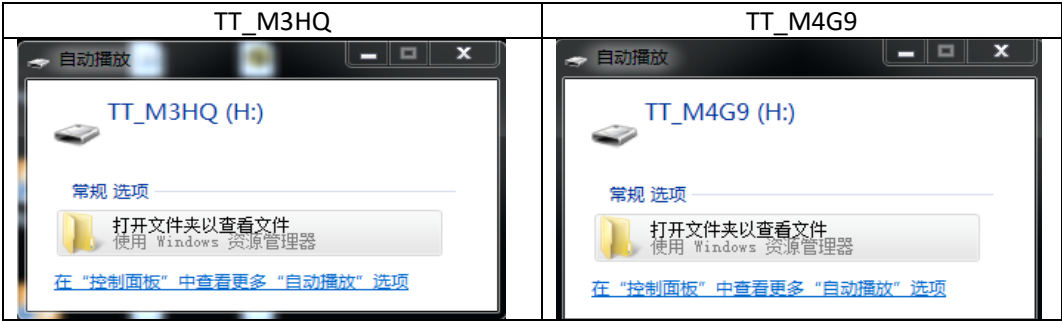 TT_M3HQ
TT_M4G9
自动播放
TT_M3HQ (H:)
常规 选项
打开文件夹以查看文件
使用 Windows 资源管理器
在“控制面板”中查看更多“自动播放”选项
自动播放
TT_M4G9 (H:)
常规 选项
打开文件夹以查看文件
使用 Windows 资源管理器
在“控制面板”中查看更多“自动播放”选项